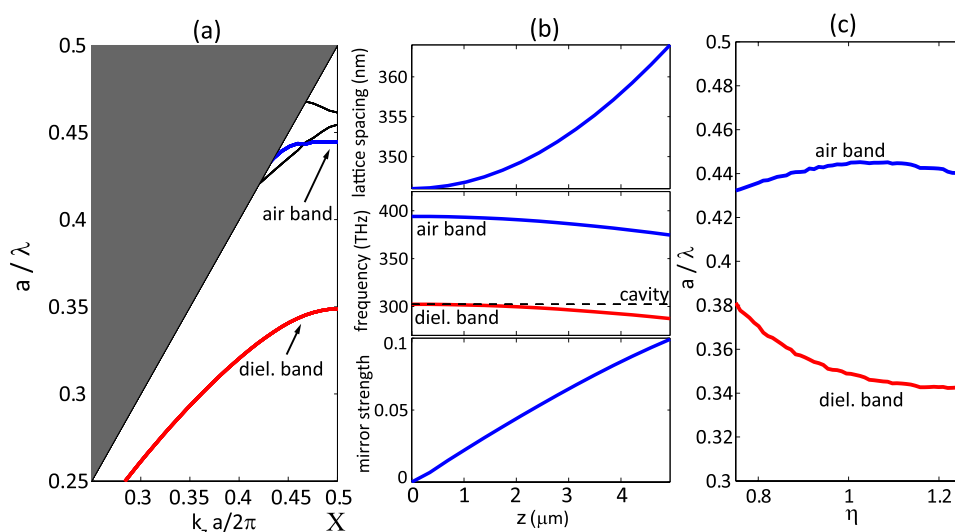 (a)
0.5
0.45
0.4
0.35
0.3
0.25
a / λ
air band
diel. band
0.3
0.4
0.45
0.5
k_z a/2π
X
(b)
lattice spacing (nm)
360
350
frequency (THz)
400
300
air band
cavity
diel. band
mirror strength
0.1
0.05
0
0
1
2
3
4
z (μm)
(c)
0.5
0.48
0.46
0.44
0.42
0.4
0.38
0.36
0.34
0.32
0.3
a/λ
air band
diel. band
0.8
1
1.2
η